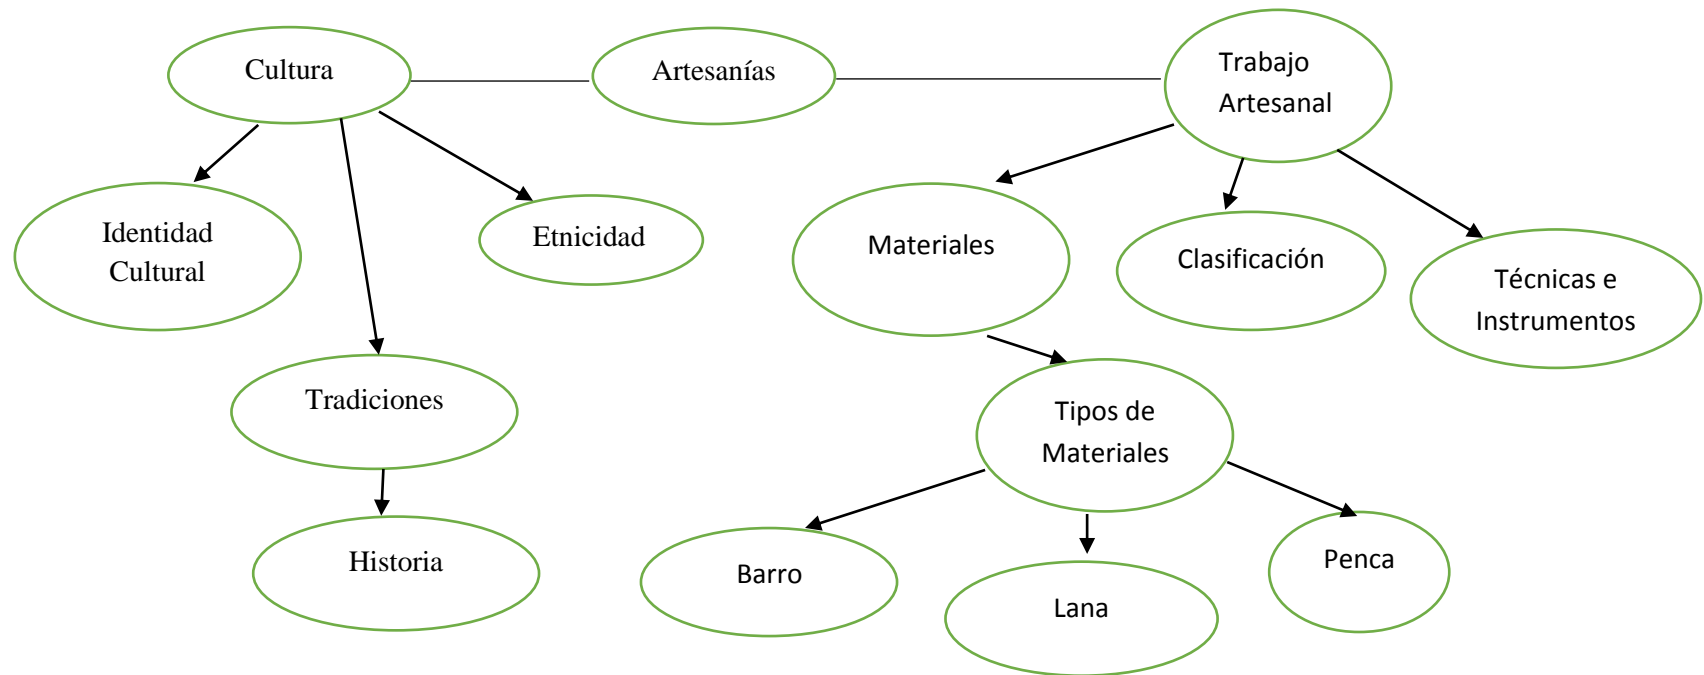 Cultura
Artesanías
Trabajo
Artesanal
Identidad
Cultural
Etnicidad
Materiales
Clasificación
Técnicas e
Instrumentos
Tradiciones
Tipos de
Materiales
Historia
Barro
Lana
Penca